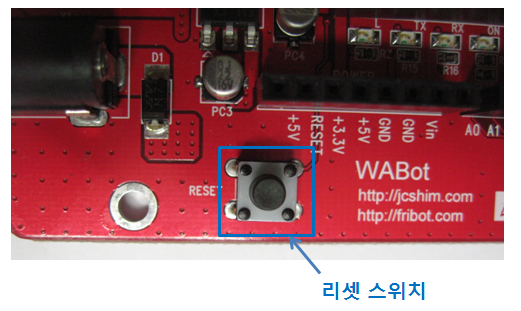 L
TX
RX
ON
D1
PC4
R15
R16
POWER
PC3
+5V
RESET
+3.3V
+5V
GND
GND
Vin
A0 A1
RESET
WABot
http://jcshim.com
http://fribot.com
리셋 스위치